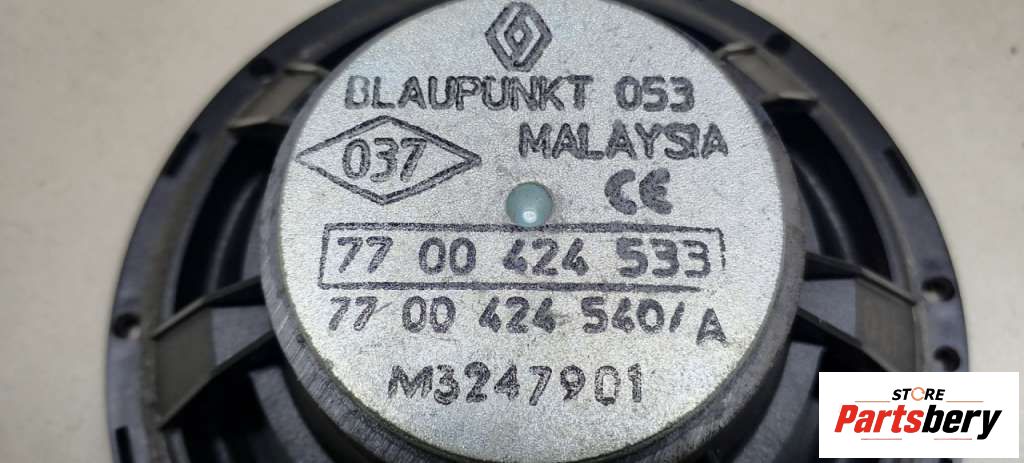 BLAUPUNKT 053
037 MALAYSIA
CE
77 00 424 533
77 00 424 540/A
M3247901
STORE
Partsbery